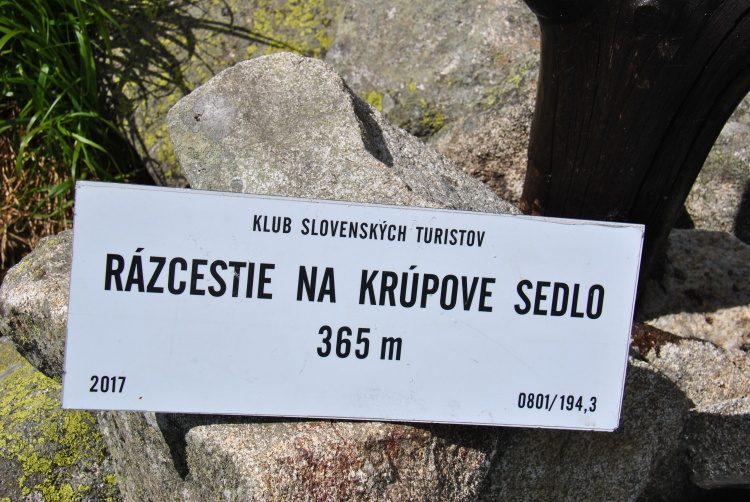 KLUB SLOVENSKÝCH TURISTOV
RÁZCESTIE NA KRÚPOVE SEDLO
365 m
2017
0801/194,3